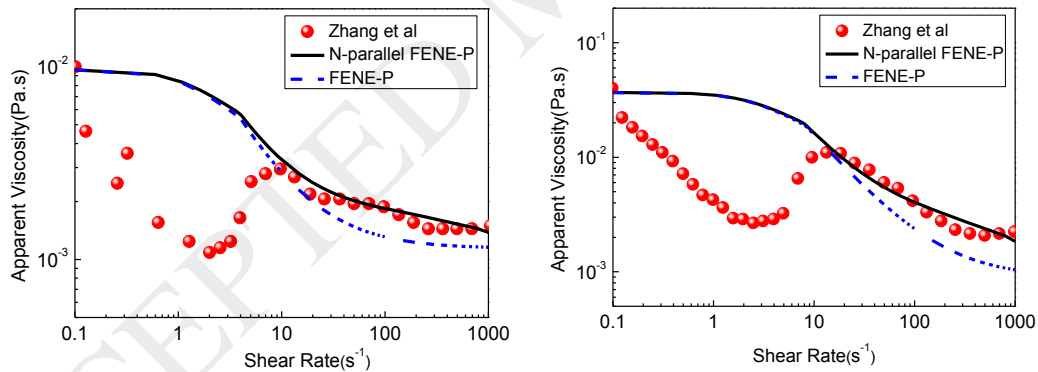 Zhang et al
N-parallel FENE-P
FENE-P
10⁻²
10⁻³
Apparent Viscosity(Pa.s)
0.1 1 10 100 1000
Shear Rate(s⁻¹)
Zhang et al
N-parallel FENE-P
FENE-P
10⁻¹
10⁻²
10⁻³
Apparent Viscosity(Pa.s)
0.1 1 10 100 1000
Shear Rate(s⁻¹)
CEPTED M